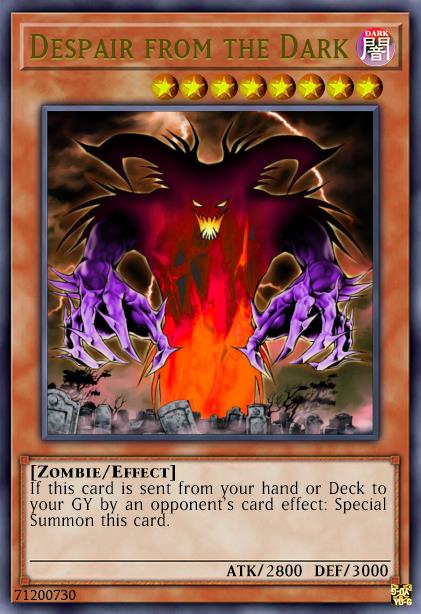 DESPAIR FROM THE DARK
DARK
闇
[ZOMBIE/EFFECT]
If this card is sent from your hand or Deck to
your GY by an opponent's card effect: Special
Summon this card.
ATK/2800 DEF/3000
71200730